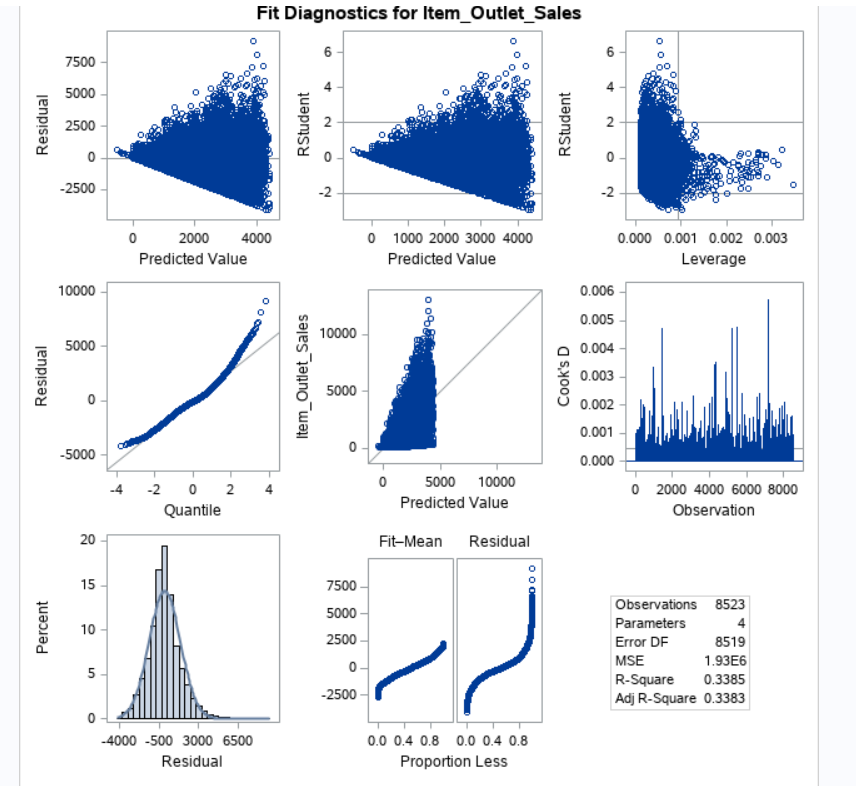 Fit Diagnostics for Item_Outlet_Sales
Residual
7500
5000
2500
0
-2500
0 2000 4000
Predicted Value
RStudent
6
4
2
0
-2
0 1000 2000 3000 4000
Predicted Value
RStudent
6
4
2
0
-2
0.000 0.001 0.002 0.003
Leverage
Residual
10000
5000
0
-5000
-4 -2 0 2 4
Quantile
Item_Outlet_Sales
10000
5000
0
0 5000 10000
Predicted Value
Cook's D
0.006
0.005
0.004
0.003
0.002
0.001
0.000
0 2000 4000 6000 8000
Observation
Percent
20
15
10
5
0
-4000 -500 3000 6500
Residual
Fit–Mean Residual
7500
5000
2500
0
-2500
0.0 0.4 0.8 0.0 0.4 0.8
Proportion Less
Observations 8523
Parameters 4
Error DF 8519
MSE 1.93E6
R-Square 0.3385
Adj R-Square 0.3383